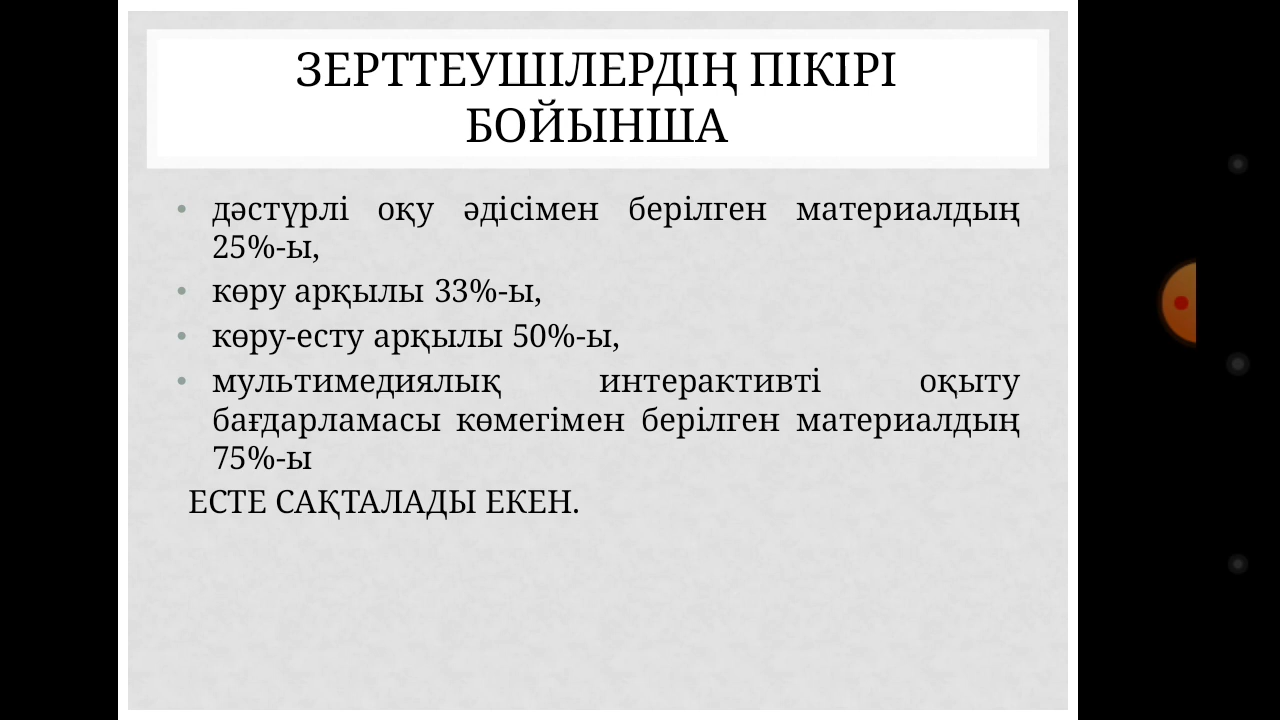 ЗЕРТТЕУШІЛЕРДІҢ ПІКІРІ
БОЙЫНША
• дәстүрлі оқу әдісімен берілген материалдың
25%-ы,
• көру арқылы 33%-ы,
• көру-есту арқылы 50%-ы,
• мультимедиялық интерактивті оқыту
бағдарламасы көмегімен берілген материалдың
75%-ы
ЕСТЕ САҚТАЛАДЫ ЕКЕН.